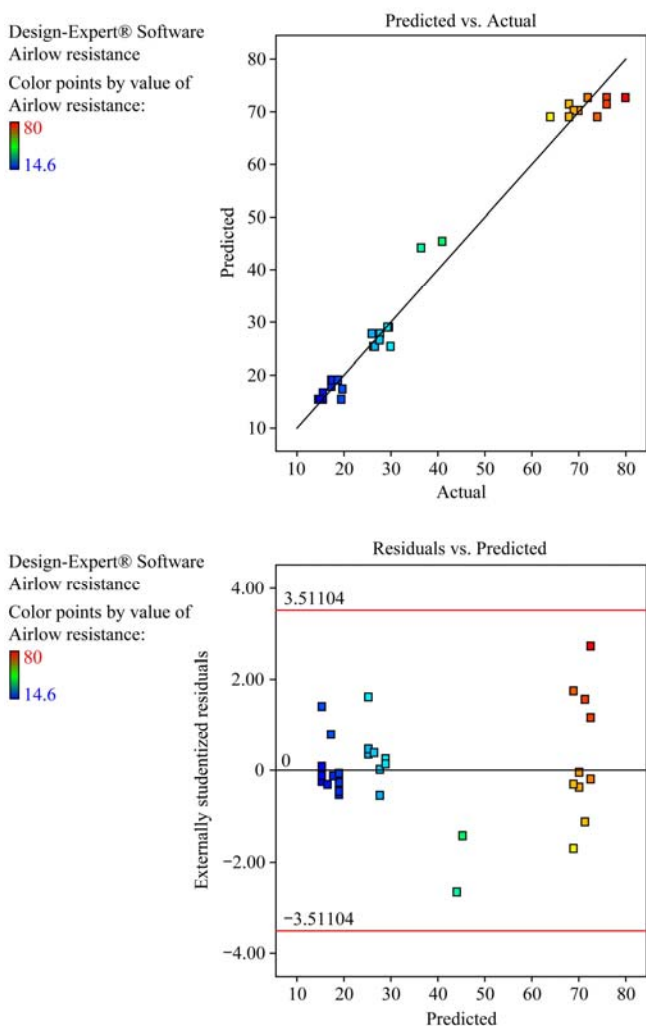 Design-Expert® Software
Airlow resistance
Color points by value of
Airlow resistance:
80
14.6
Predicted vs. Actual
80
70
60
50
40
30
20
10
Predicted
10 20 30 40 50 60 70 80
Actual
Design-Expert® Software
Airlow resistance
Color points by value of
Airlow resistance:
80
14.6
Residuals vs. Predicted
4.00
3.51104
2.00
0
0
−2.00
−3.51104
−4.00
Externally studentized residuals
10 20 30 40 50 60 70 80
Predicted